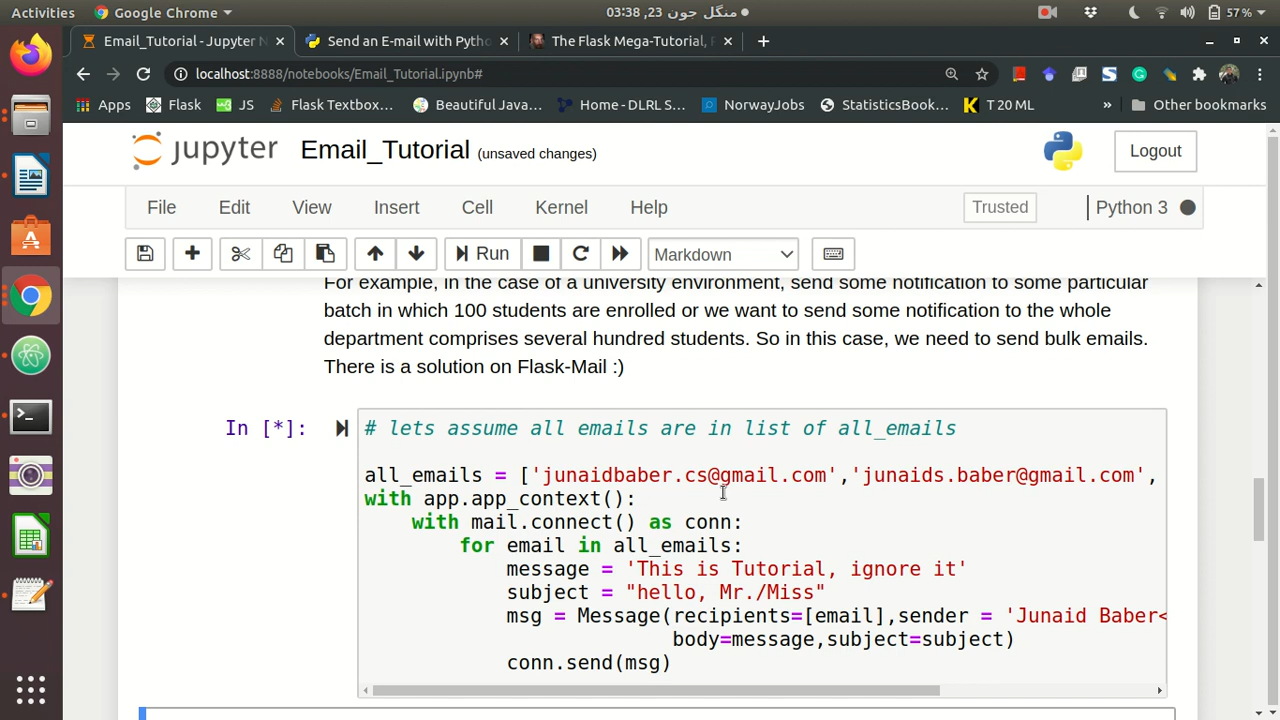 Activities Google Chrome 03:38 ,23 منگل جون 57%
Email_Tutorial - Jupyter N Send an E-mail with Pytho The Flask Mega-Tutorial,
localhost:8888/notebooks/Email_Tutorial.ipynb#
Apps Flask JS Flask Textbox... Beautiful Java... Home - DLRL S... NorwayJobs StatisticsBook... T 20 ML » Other bookmarks
jupyter Email_Tutorial (unsaved changes) Logout
File Edit View Insert Cell Kernel Help Trusted Python 3
Run Markdown
For example, in the case of a university environment, send some notification to some particular
batch in which 100 students are enrolled or we want to send some notification to the whole
department comprises several hundred students. So in this case, we need to send bulk emails.
There is a solution on Flask-Mail :)
In [*]: # lets assume all emails are in list of all_emails
all_emails = ['junaidbaber.cs@gmail.com','junaids.baber@gmail.com',
with app.app_context():
with mail.connect() as conn:
for email in all_emails:
message = 'This is Tutorial, ignore it'
subject = "hello, Mr./Miss"
msg = Message(recipients=[email],sender = 'Junaid Baber<
body=message,subject=subject)
conn.send(msg)